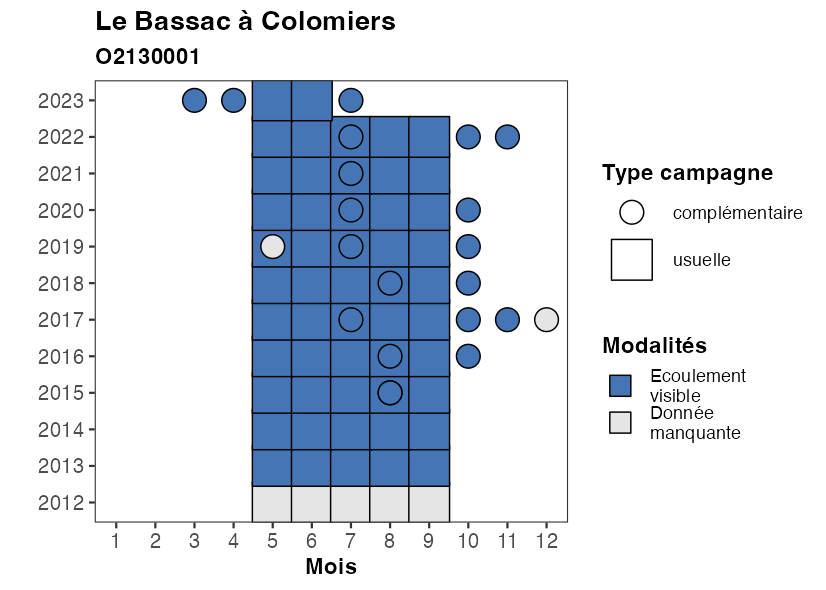 Le Bassac à Colomiers
O2130001
2023
2022
2021
2020
2019
2018
2017
2016
2015
2014
2013
2012
1 2 3 4 5 6 7 8 9 10 11 12
Mois
Type campagne
complémentaire
usuelle
Modalités
Ecoulement
visible
Donnée
manquante